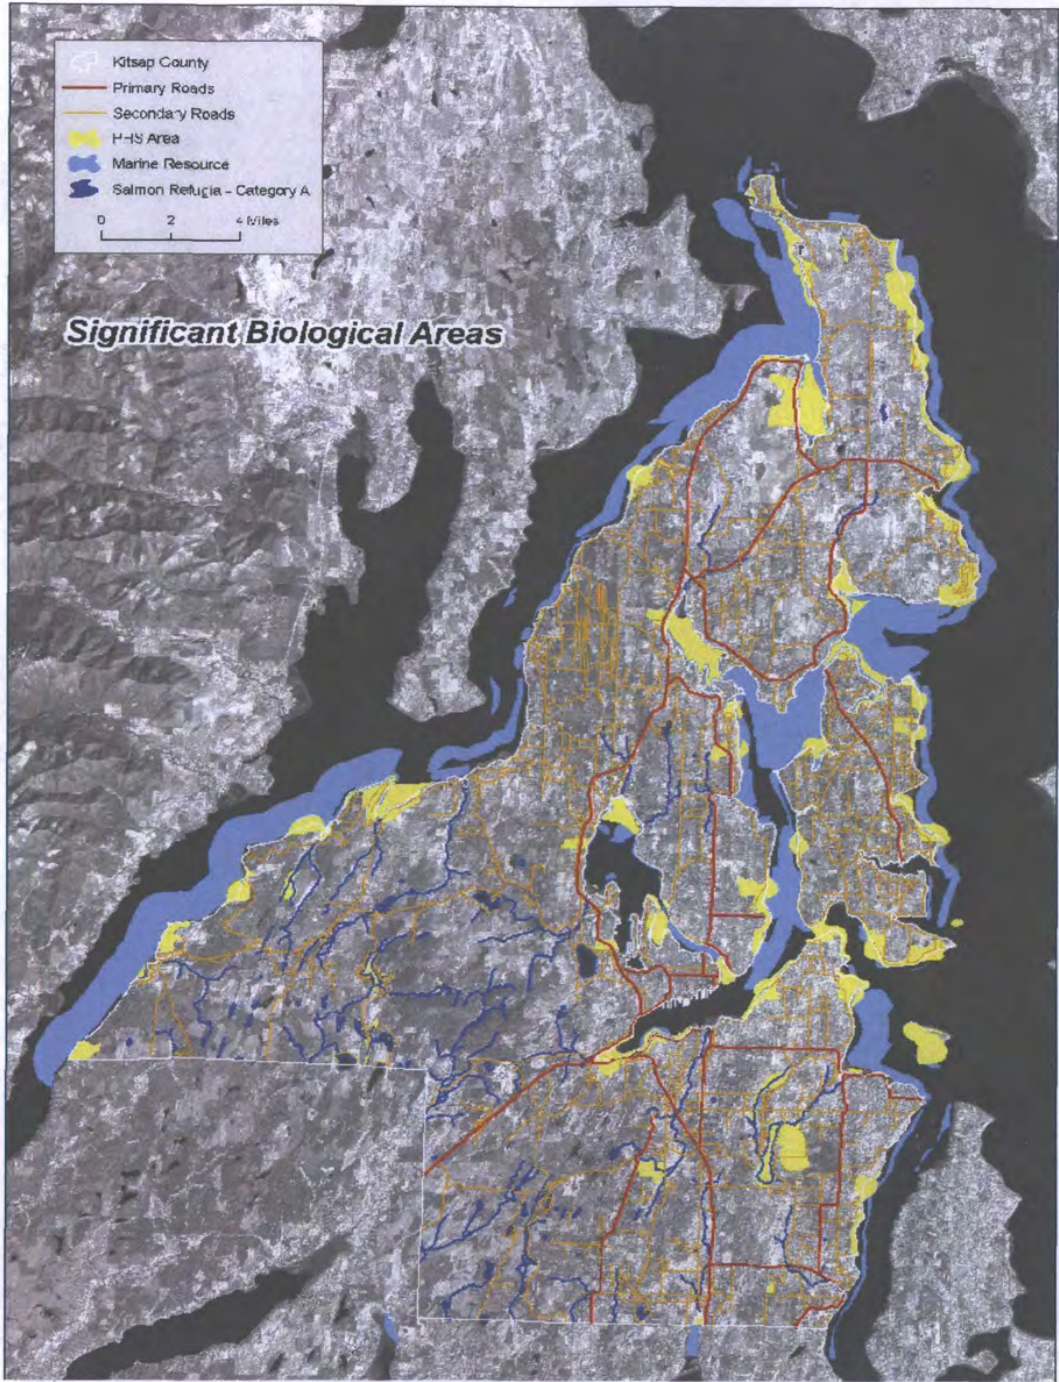 Kitsap County
Primary Roads
Secondary Roads
PHS Area
Marine Resource
Salmon Refugia - Category A
0 2 4 Miles
Significant Biological Areas